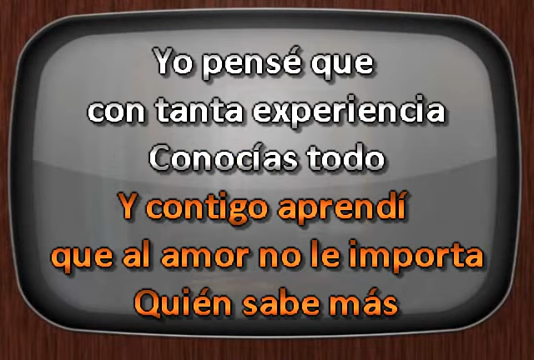 Yo pensé que
con tanta experiencia
Conocías todo
Y contigo aprendí
que al amor no le importa
Quién sabe más